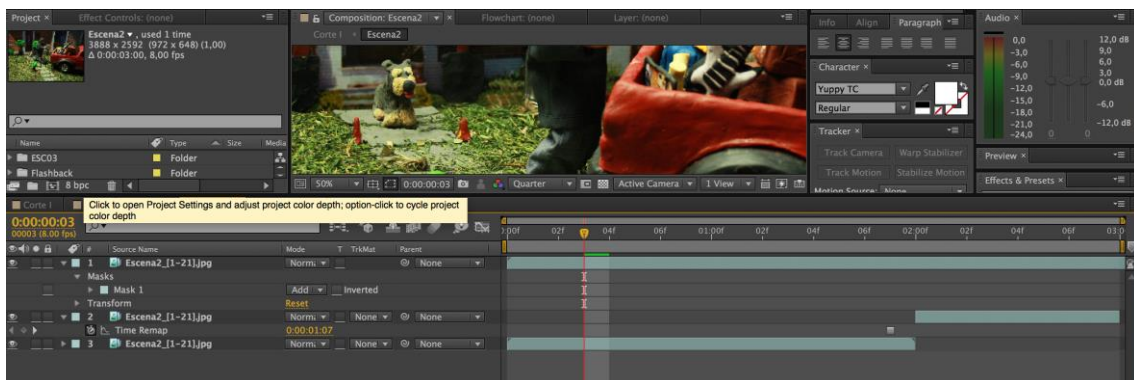 Project × Effect Controls: (none)
Escena2 ▾ , used 1 time
3888 x 2592 (972 x 648) (1,00)
Δ 0:00:03:00, 8,00 fps
Name Type Size Media
ESC03 Folder
Flashback Folder
8 bpc
Composition: Escena2 ▾ × Flowchart: (none) Layer: (none)
Corte I Escena2
50% 0:00:00:03 Quarter Active Camera 1 View
Info Align Paragraph
Character ×
Yuppy TC
Regular
Tracker ×
Track Camera Warp Stabilizer
Track Motion Stabilize Motion
Motion Source: None
Audio ×
0,0 12,0 dB
-3,0 9,0
-6,0 6,0
-9,0 3,0
-12,0 0,0 dB
-15,0
-18,0 -6,0
-21,0
-24,0 0 0 -12,0 dB
Preview ×
Effects & Presets ×
Corte I
Click to open Project Settings and adjust project color depth; option-click to cycle project
color depth
0:00:00:03
00003 (8.00 fps)
):00f 02f 04f 06f 01:00f 02f 04f 06f 02:00f 02f 04f 06f 03:0
# Source Name Mode T TrkMat Parent
1 Escena2_[1-21].jpg Norm: None
Masks
Mask 1 Add Inverted
Transform Reset
2 Escena2_[1-21].jpg Norm: None None
Time Remap 0:00:01:07
3 Escena2_[1-21].jpg Norm: None None